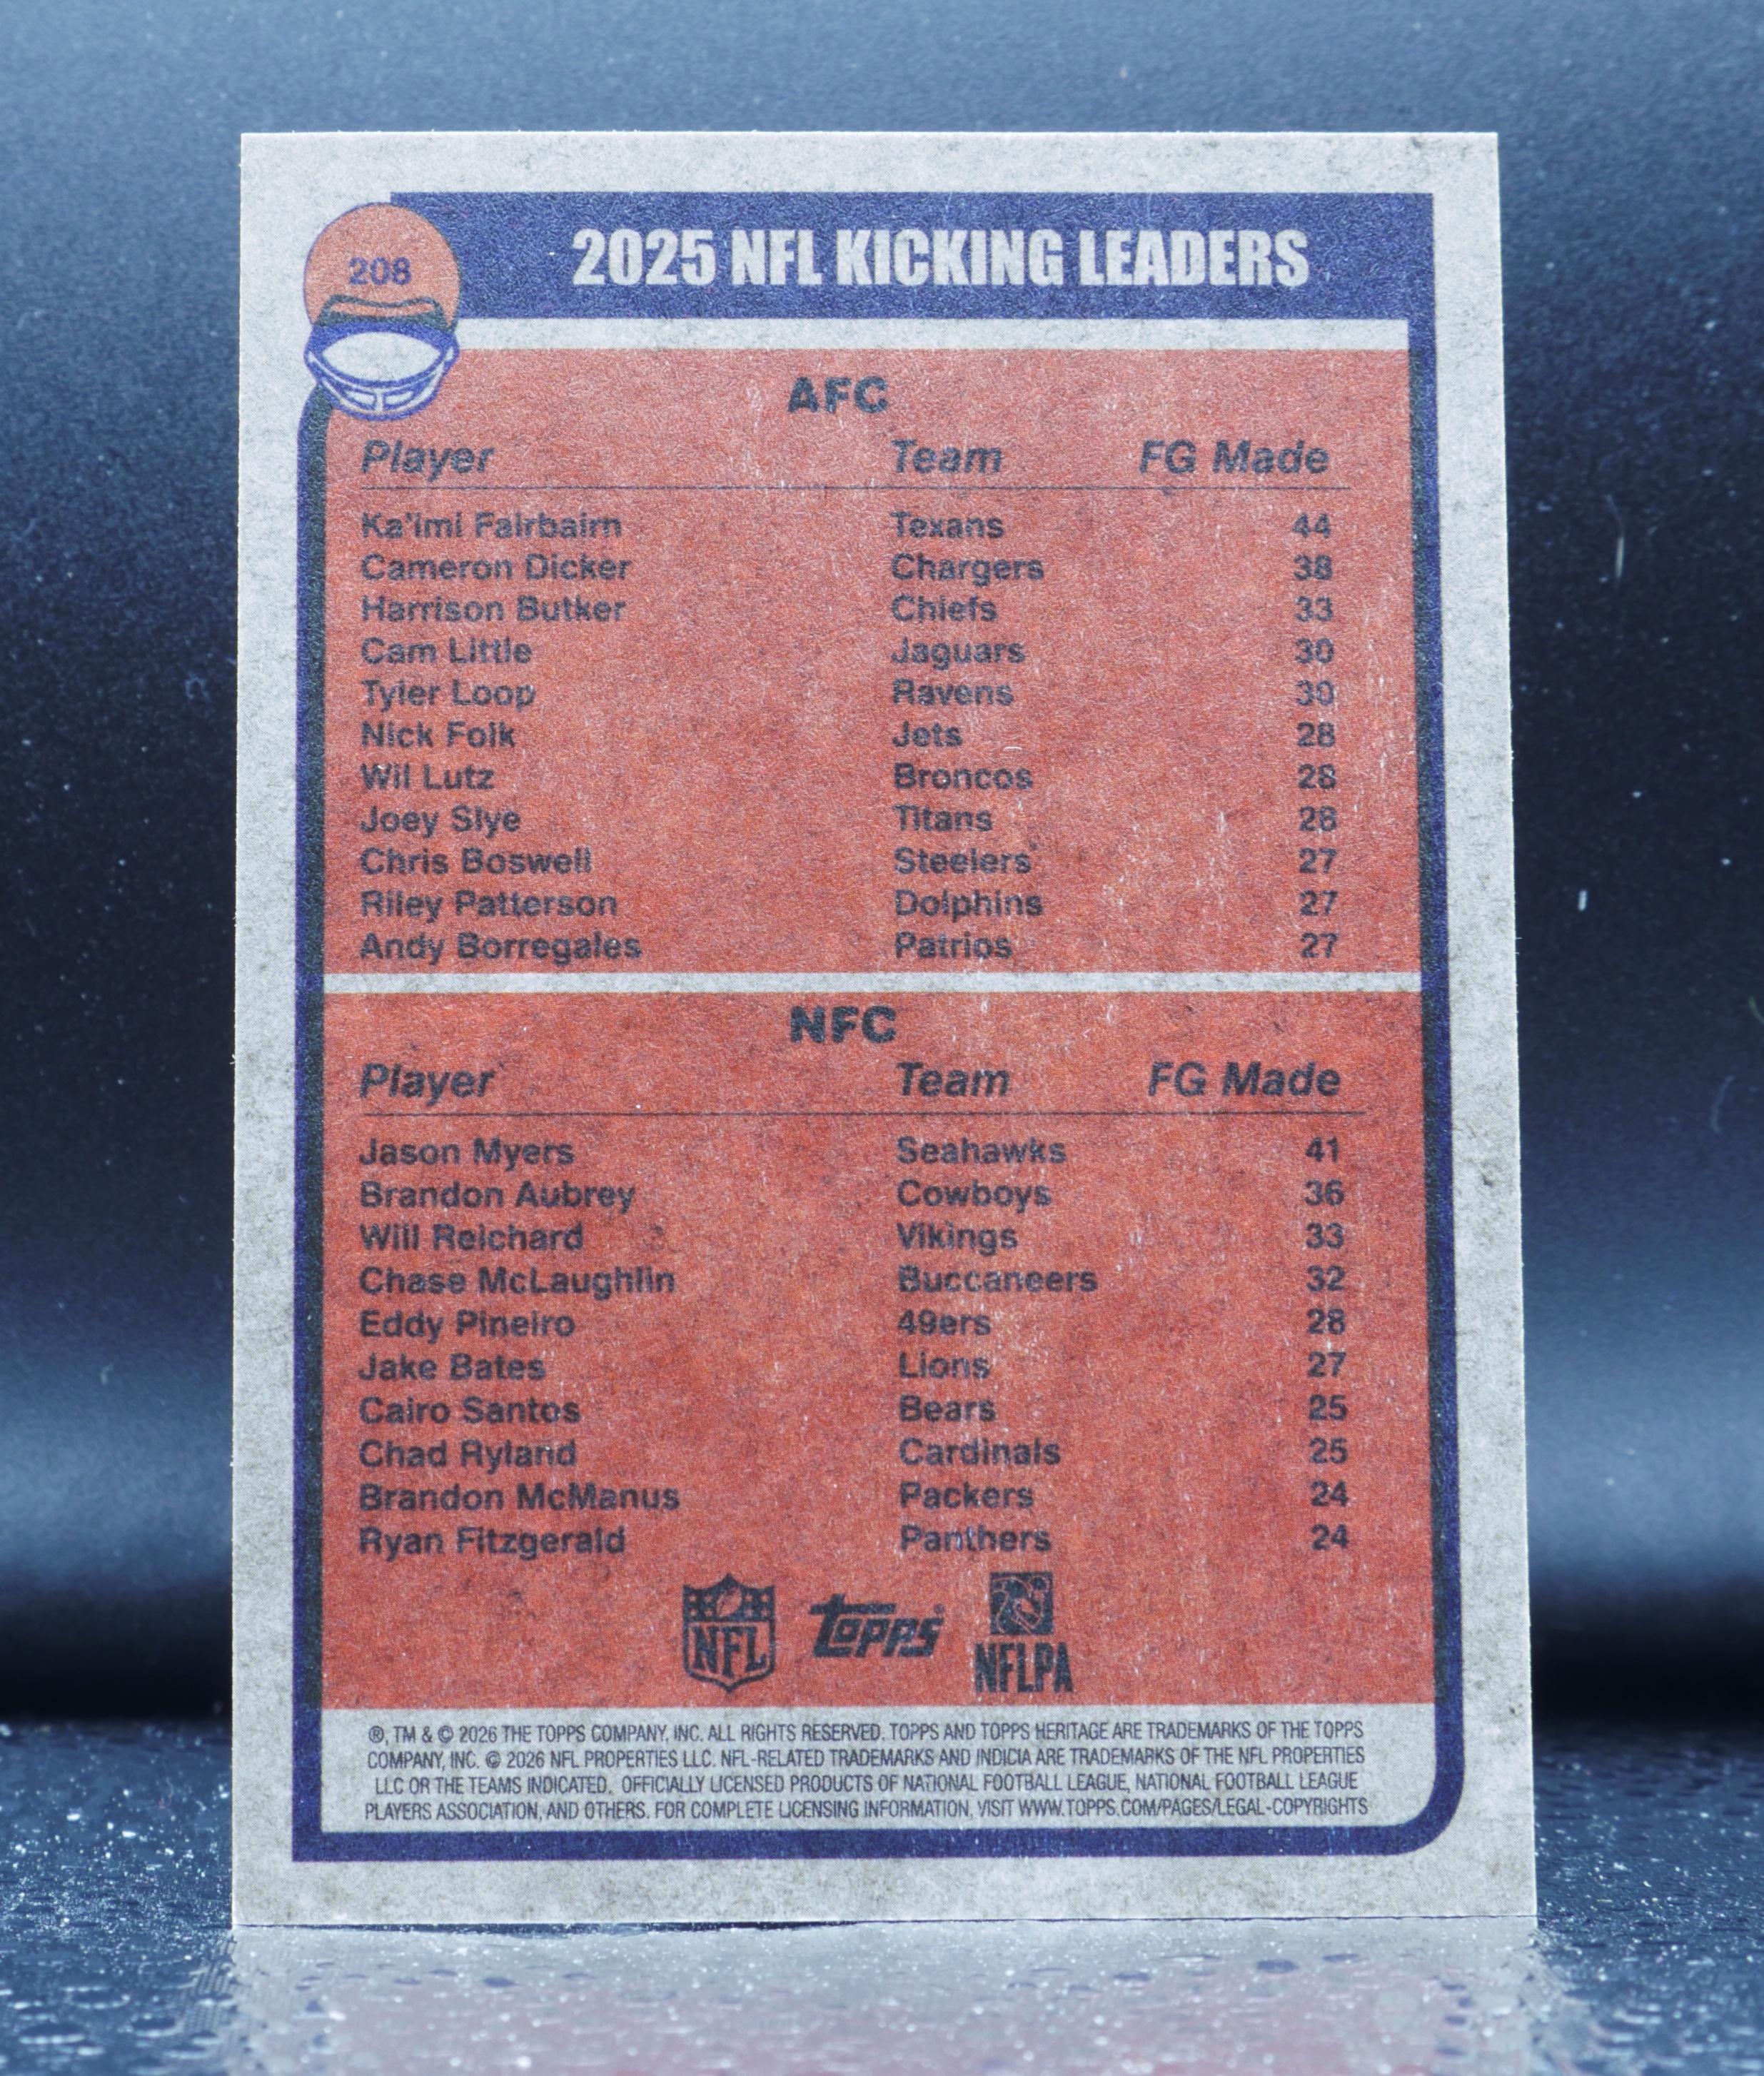 208
2025 NFL KICKING LEADERS
AFC
Player Team FG Made
Ka'imi Fairbairn Texans 44
Cameron Dicker Chargers 38
Harrison Butker Chiefs 33
Cam Little Jaguars 30
Tyler Loop Ravens 30
Nick Folk Jets 28
Wil Lutz Broncos 28
Joey Slye Titans 28
Chris Boswell Steelers 27
Riley Patterson Dolphins 27
Andy Borregales Patrios 27
NFC
Player Team FG Made
Jason Myers Seahawks 41
Brandon Aubrey Cowboys 36
Will Reichard Vikings 33
Chase McLaughlin Buccaneers 32
Eddy Pineiro 49ers 28
Jake Bates Lions 27
Cairo Santos Bears 25
Chad Ryland Cardinals 25
Brandon McManus Packers 24
Ryan Fitzgerald Panthers 24
NFL topps® NFLPA
®, TM & © 2026 THE TOPPS COMPANY, INC. ALL RIGHTS RESERVED. TOPPS AND TOPPS HERITAGE ARE TRADEMARKS OF THE TOPPS
COMPANY, INC. © 2026 NFL PROPERTIES LLC. NFL-RELATED TRADEMARKS AND INDICIA ARE TRADEMARKS OF THE NFL PROPERTIES
LLC OR THE TEAMS INDICATED. OFFICIALLY LICENSED PRODUCTS OF NATIONAL FOOTBALL LEAGUE, NATIONAL FOOTBALL LEAGUE
PLAYERS ASSOCIATION, AND OTHERS. FOR COMPLETE LICENSING INFORMATION, VISIT WWW.TOPPS.COM/PAGES/LEGAL-COPYRIGHTS